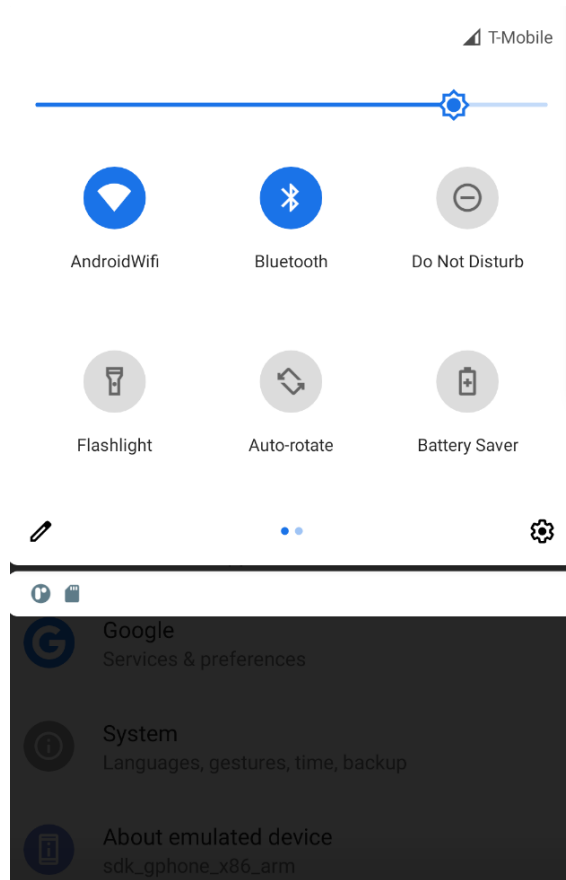 T-Mobile
AndroidWifi
Bluetooth
Do Not Disturb
Flashlight
Auto-rotate
Battery Saver
Google
Services & preferences
System
Languages, gestures, time, backup
About emulated device
sdk_gphone_x86_arm